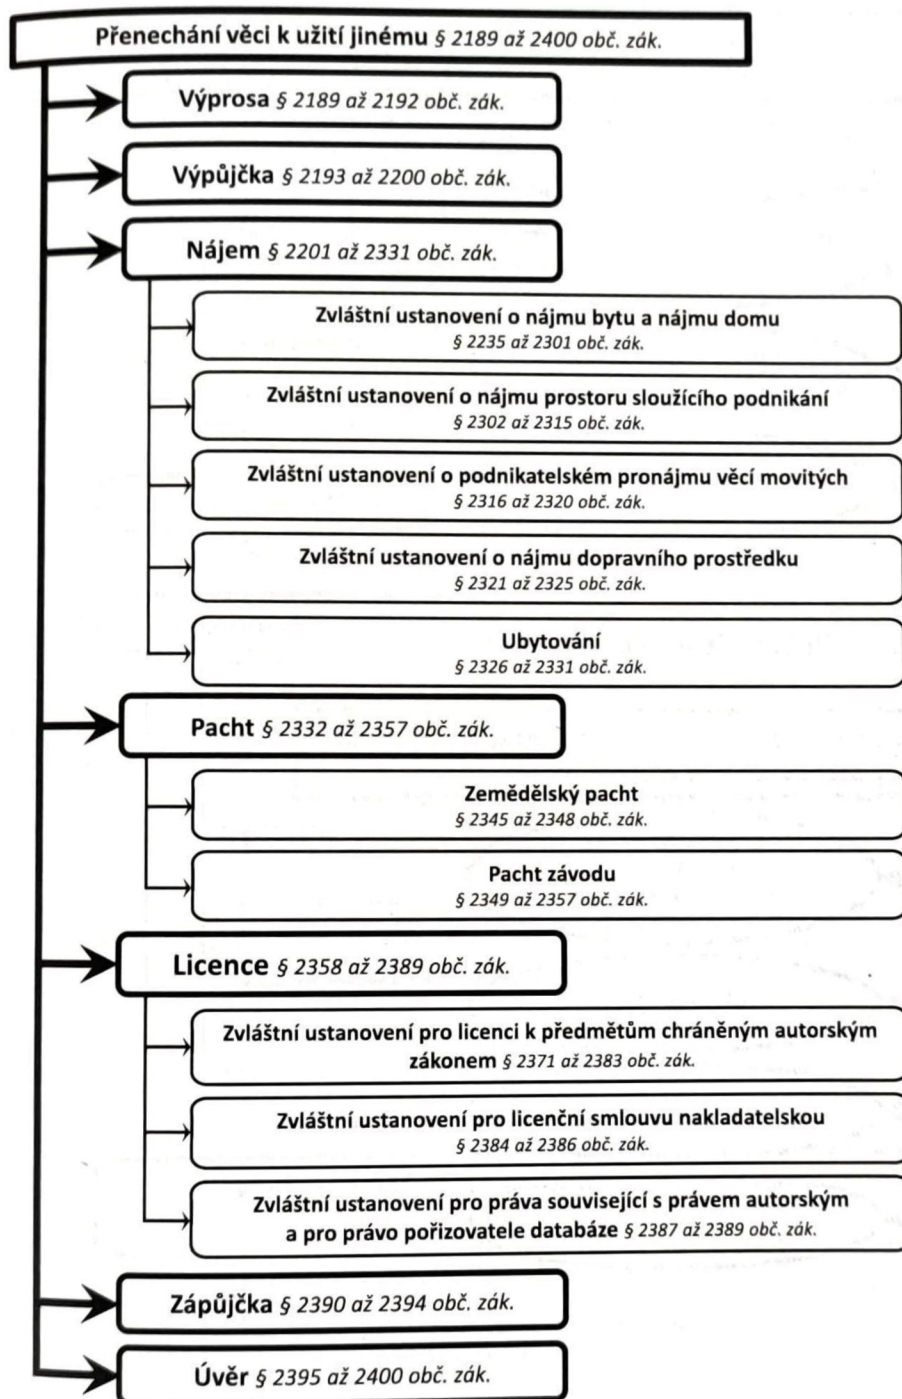 Přenechání věci k užití jinému § 2189 až 2400 obč. zák.
Výprosa § 2189 až 2192 obč. zák.
Výpůjčka § 2193 až 2200 obč. zák.
Nájem § 2201 až 2331 obč. zák.
Zvláštní ustanovení o nájmu bytu a nájmu domu
§ 2235 až 2301 obč. zák.
Zvláštní ustanovení o nájmu prostoru sloužícího podnikání
§ 2302 až 2315 obč. zák.
Zvláštní ustanovení o podnikatelském pronájmu věcí movitých
§ 2316 až 2320 obč. zák.
Zvláštní ustanovení o nájmu dopravního prostředku
§ 2321 až 2325 obč. zák.
Ubytování
§ 2326 až 2331 obč. zák.
Pacht § 2332 až 2357 obč. zák.
Zemědělský pacht
§ 2345 až 2348 obč. zák.
Pacht závodu
§ 2349 až 2357 obč. zák.
Licence § 2358 až 2389 obč. zák.
Zvláštní ustanovení pro licenci k předmětům chráněným autorským
zákonem § 2371 až 2383 obč. zák.
Zvláštní ustanovení pro licenční smlouvu nakladatelskou
§ 2384 až 2386 obč. zák.
Zvláštní ustanovení pro práva související s právem autorským
a pro právo pořizovatele databáze § 2387 až 2389 obč. zák.
Zápůjčka § 2390 až 2394 obč. zák.
Úvěr § 2395 až 2400 obč. zák.